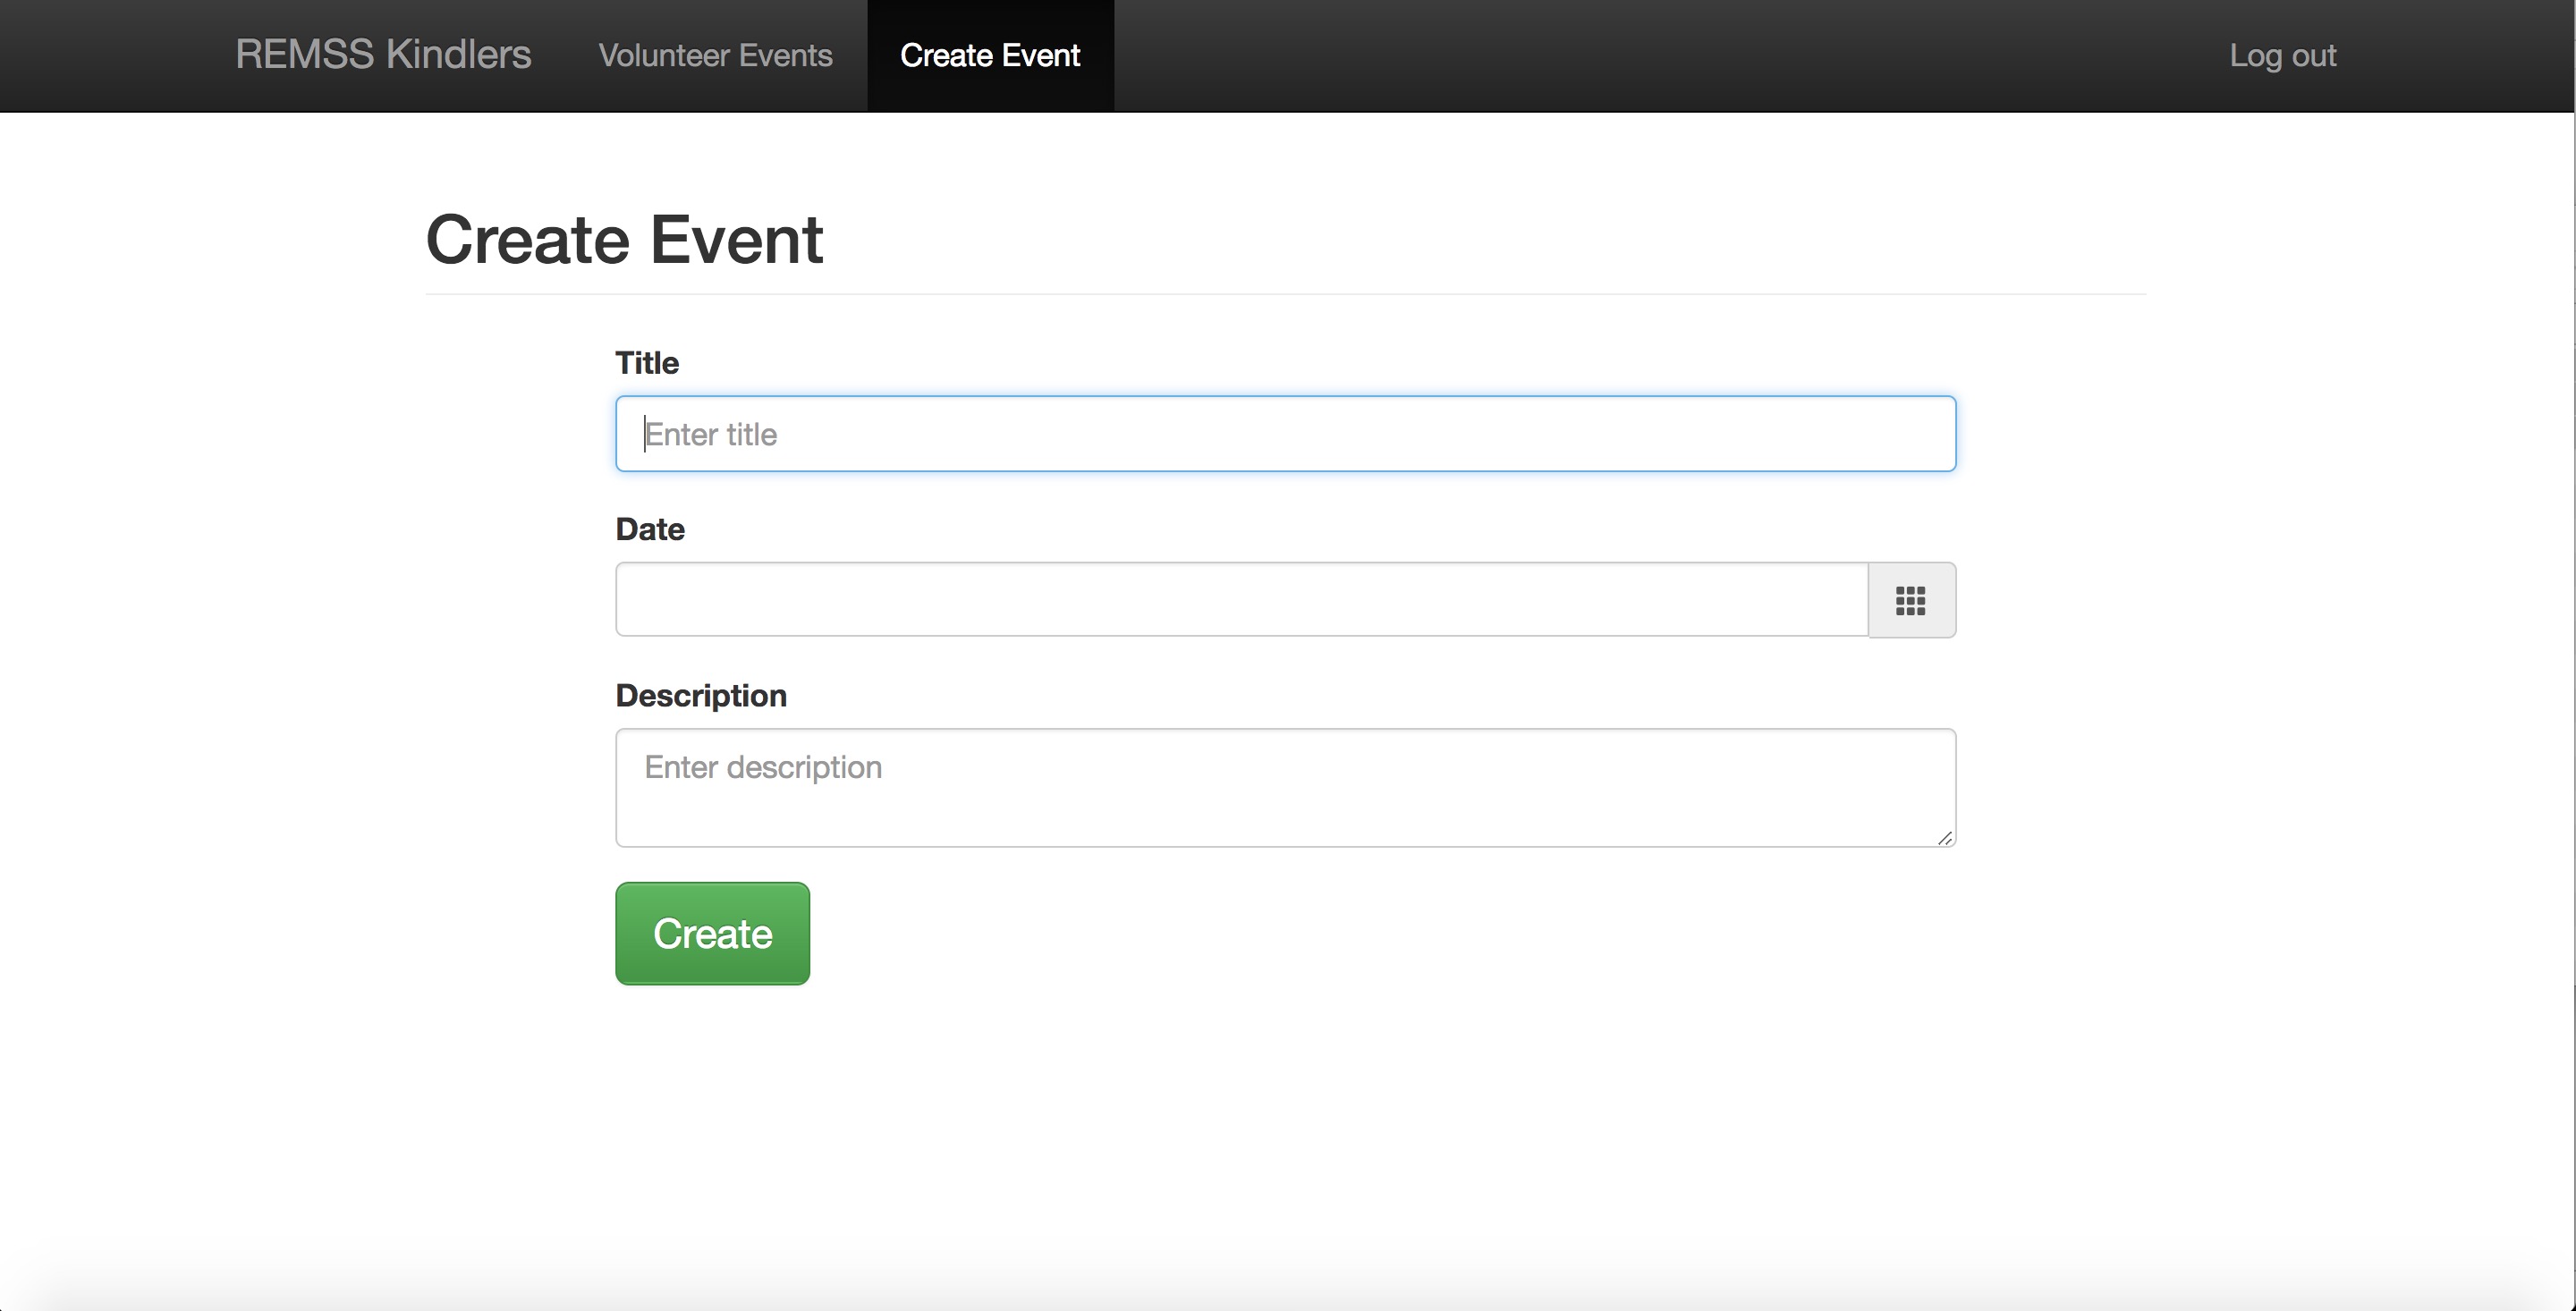 REMSS Kindlers Volunteer Events Create Event Log out
Create Event
Title
Enter title
Date
Description
Enter description
Create